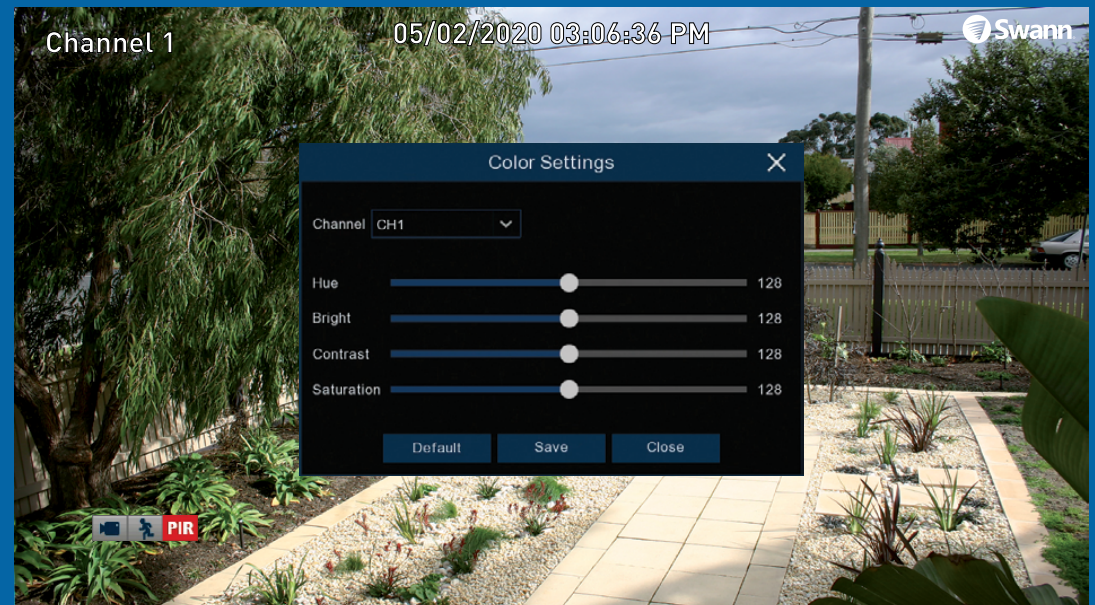 Channel 1
05/02/2020 03:06:36 PM
Swann
Color Settings
Channel CH1
Hue 128
Bright 128
Contrast 128
Saturation 128
Default Save Close
PIR